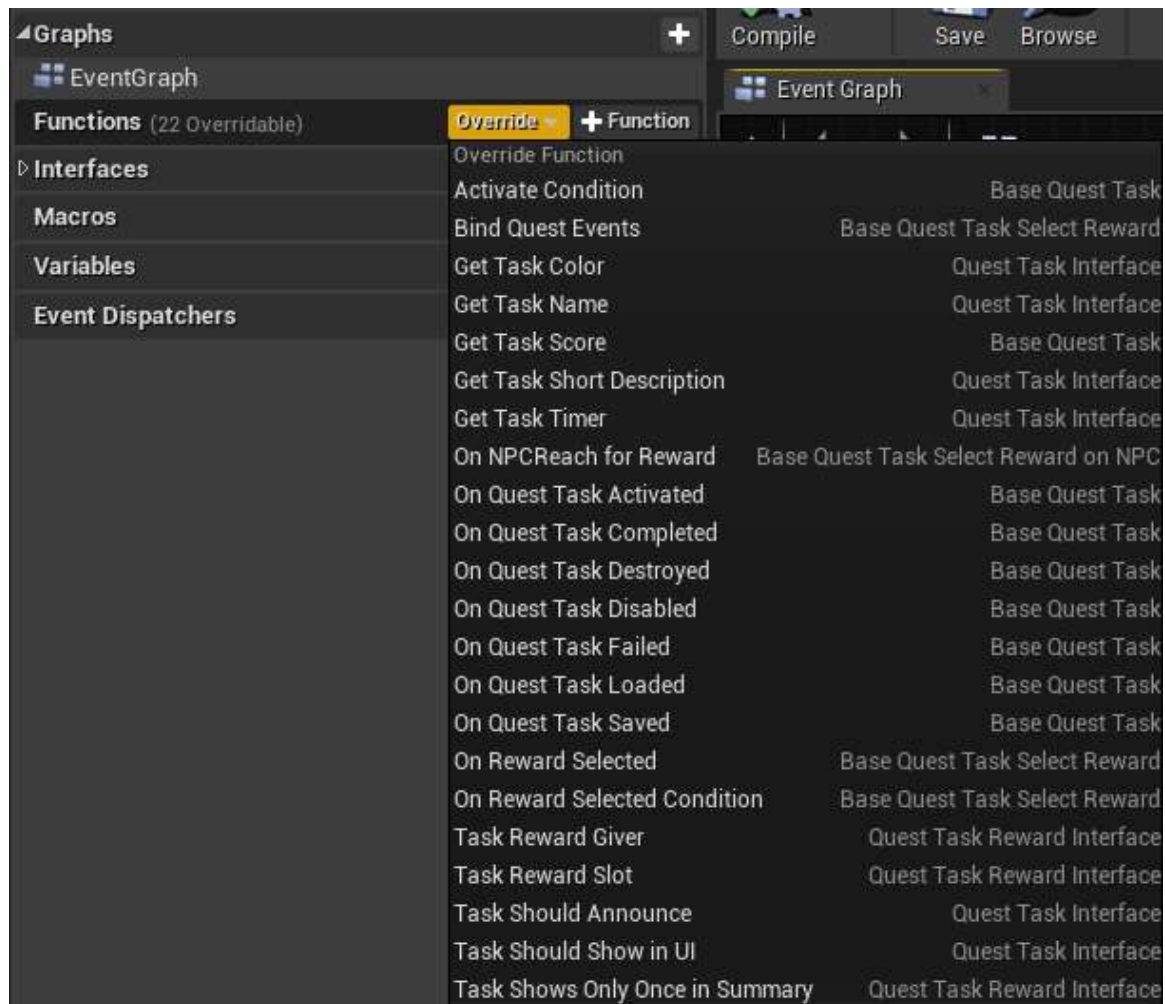 Graphs
Compile Save Browse
EventGraph
Event Graph
Functions (22 Overridable) Override Function
Override Function
Interfaces
Activate Condition Base Quest Task
Macros
Bind Quest Events Base Quest Task Select Reward
Variables
Get Task Color Quest Task Interface
Get Task Name Quest Task Interface
Event Dispatchers
Get Task Score Base Quest Task
Get Task Short Description Quest Task Interface
Get Task Timer Quest Task Interface
On NPCReach for Reward Base Quest Task Select Reward on NPC
On Quest Task Activated Base Quest Task
On Quest Task Completed Base Quest Task
On Quest Task Destroyed Base Quest Task
On Quest Task Disabled Base Quest Task
On Quest Task Failed Base Quest Task
On Quest Task Loaded Base Quest Task
On Quest Task Saved Base Quest Task
On Reward Selected Base Quest Task Select Reward
On Reward Selected Condition Base Quest Task Select Reward
Task Reward Giver Quest Task Reward Interface
Task Reward Slot Quest Task Reward Interface
Task Should Announce Quest Task Interface
Task Should Show in UI Quest Task Interface
Task Shows Only Once in Summary Quest Task Reward Interface